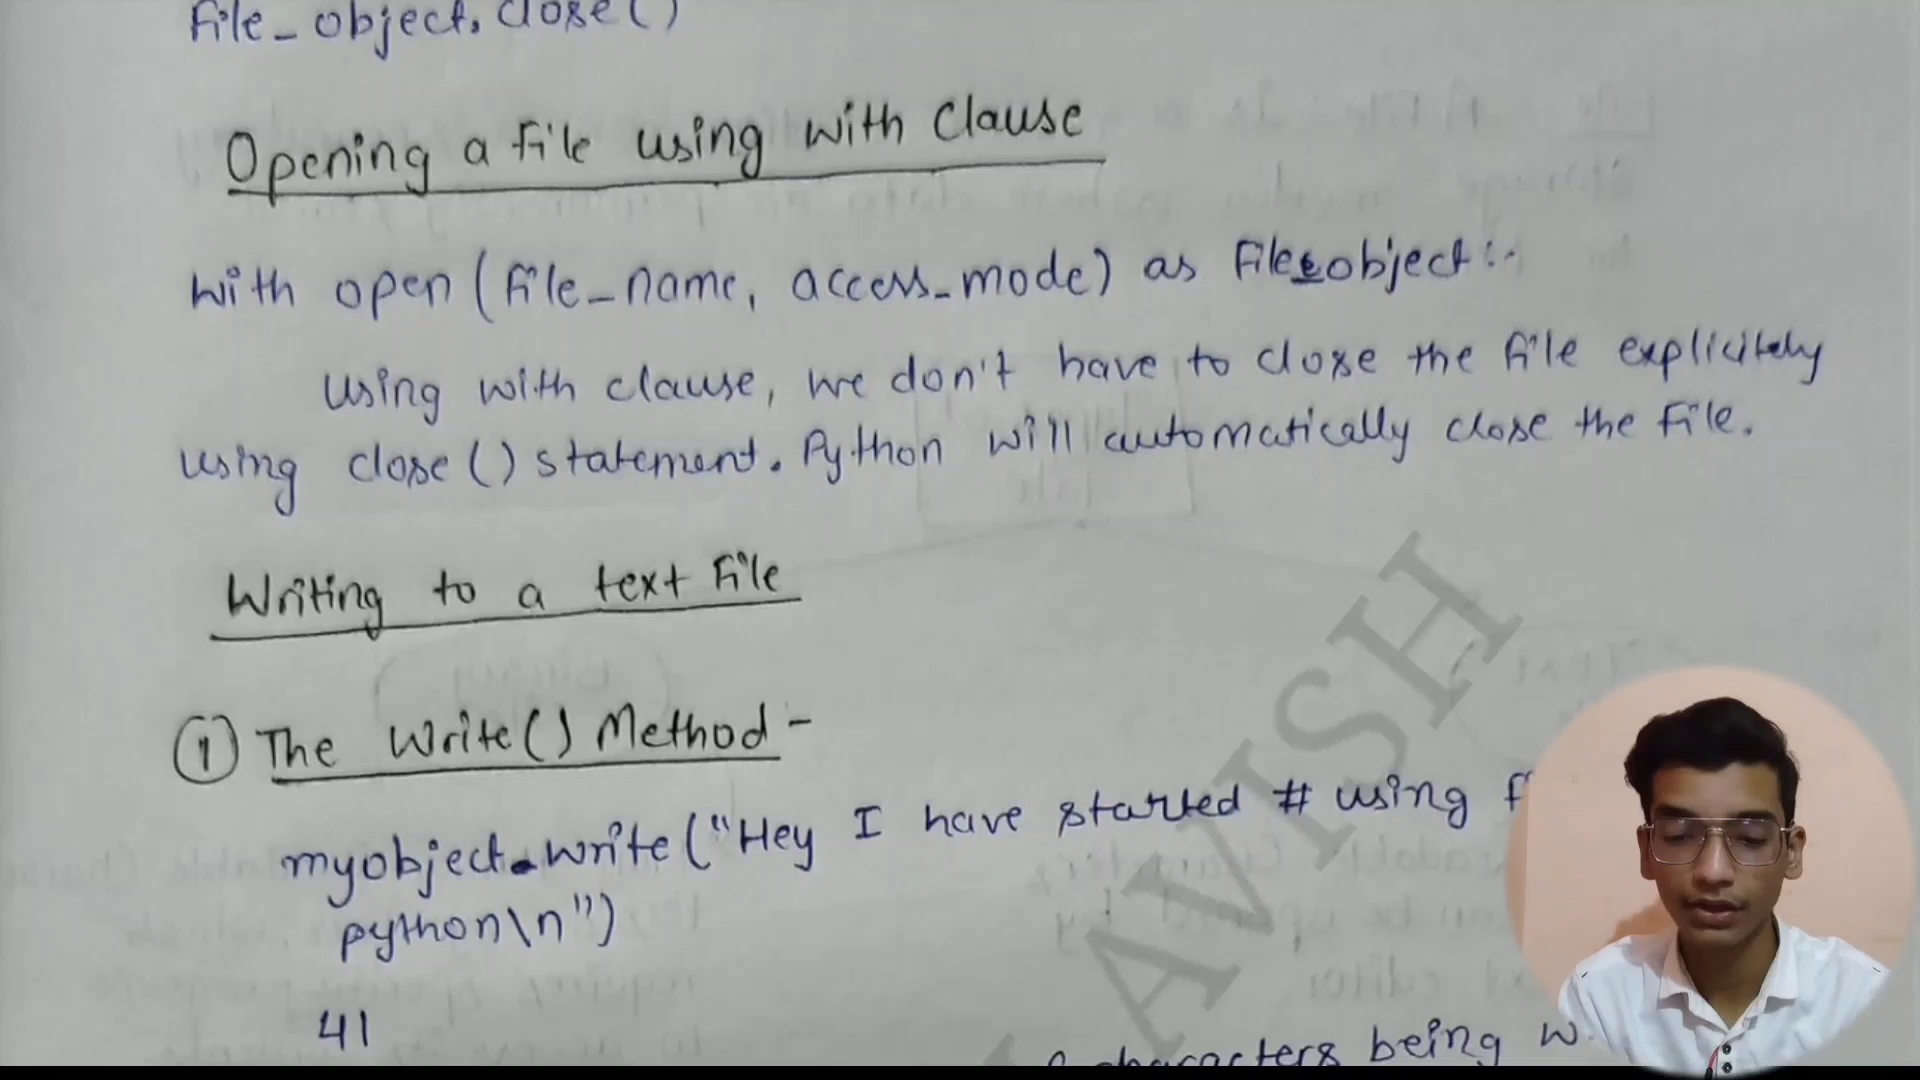 File_object.close()
Opening a file using with Clause
with open (file_name, access_mode) as file_object:-
Using with clause, we don't have to close the file explicitely
using close() statement. Python will automatically close the file.
Writing to a text file
① The Write() Method -
myobject.write("Hey I have started # using
python\n")
41
characters being
AVISH